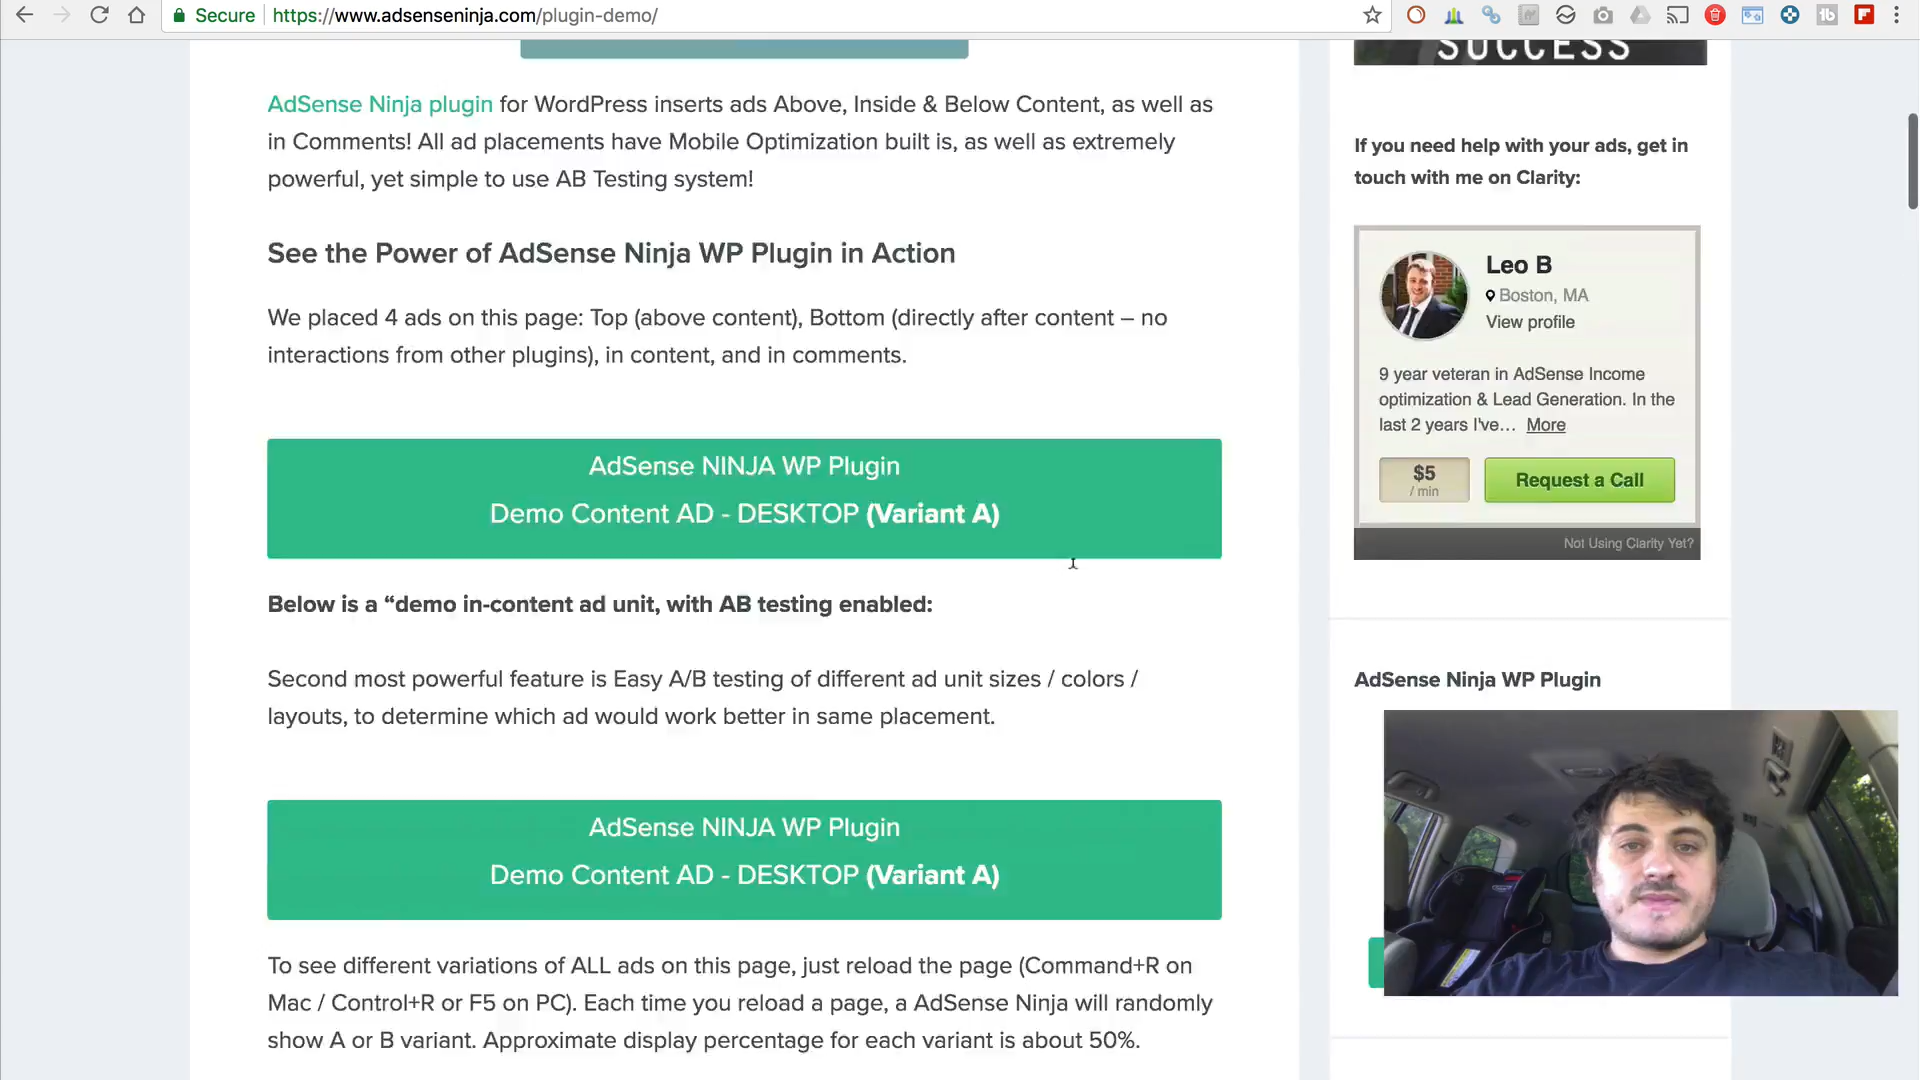 Secure https://www.adsenseninja.com/plugin-demo/
SUCCESS
AdSense Ninja plugin for WordPress inserts ads Above, Inside & Below Content, as well as
in Comments! All ad placements have Mobile Optimization built is, as well as extremely
powerful, yet simple to use AB Testing system!
See the Power of AdSense Ninja WP Plugin in Action
We placed 4 ads on this page: Top (above content), Bottom (directly after content – no
interactions from other plugins), in content, and in comments.
AdSense NINJA WP Plugin
Demo Content AD - DESKTOP (Variant A)
Below is a “demo in-content ad unit, with AB testing enabled:
Second most powerful feature is Easy A/B testing of different ad unit sizes / colors /
layouts, to determine which ad would work better in same placement.
AdSense NINJA WP Plugin
Demo Content AD - DESKTOP (Variant A)
To see different variations of ALL ads on this page, just reload the page (Command+R on
Mac / Control+R or F5 on PC). Each time you reload a page, a AdSense Ninja will randomly
show A or B variant. Approximate display percentage for each variant is about 50%.
If you need help with your ads, get in
touch with me on Clarity:
Leo B
Boston, MA
View profile
9 year veteran in AdSense Income
optimization & Lead Generation. In the
last 2 years I've… More
$5
/ min
Request a Call
Not Using Clarity Yet?
AdSense Ninja WP Plugin